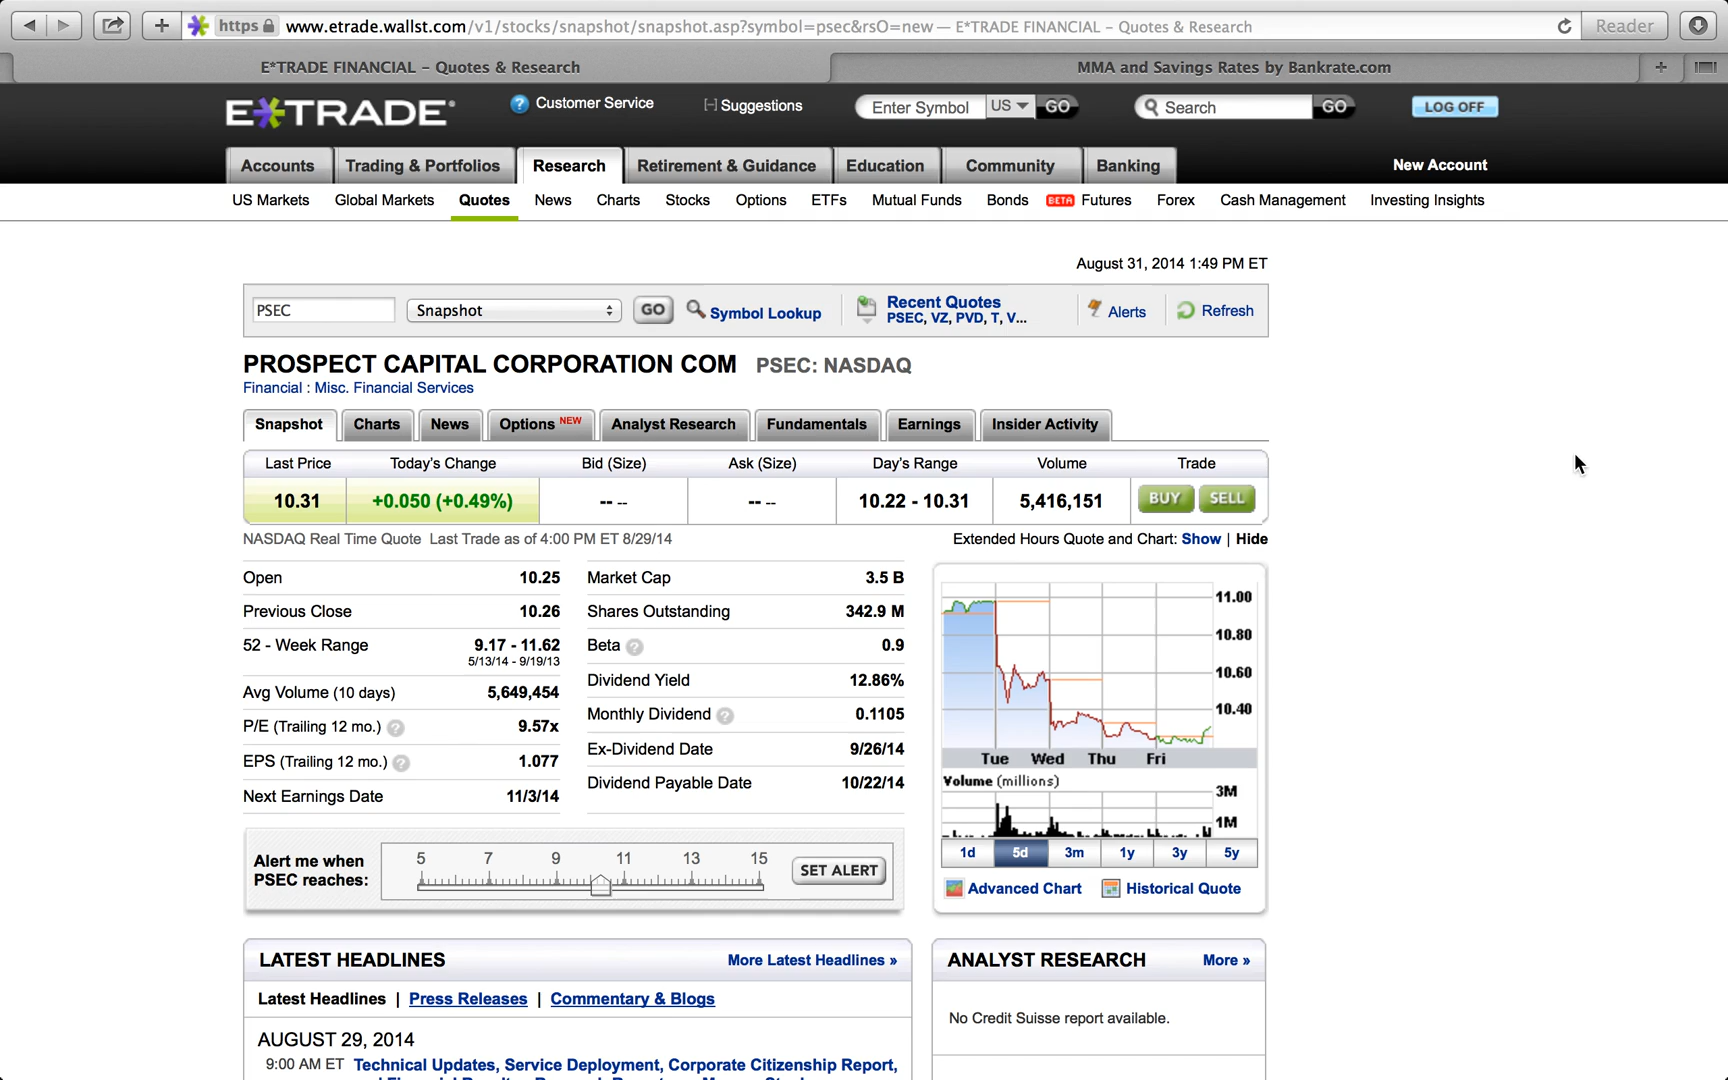 https www.etrade.wallst.com/v1/stocks/snapshot/snapshot.asp?symbol=psec&rsO=new — E*TRADE FINANCIAL – Quotes & Research Reader
E*TRADE FINANCIAL – Quotes & Research MMA and Savings Rates by Bankrate.com
E*TRADE ? Customer Service [-] Suggestions Enter Symbol US GO Search GO LOG OFF
Accounts Trading & Portfolios Research Retirement & Guidance Education Community Banking New Account
US Markets Global Markets Quotes News Charts Stocks Options ETFs Mutual Funds Bonds BETA Futures Forex Cash Management Investing Insights
August 31, 2014 1:49 PM ET
PSEC Snapshot GO Symbol Lookup Recent Quotes Alerts Refresh
PSEC, VZ, PVD, T, V...
PROSPECT CAPITAL CORPORATION COM PSEC: NASDAQ
Financial : Misc. Financial Services
Snapshot Charts News Options NEW Analyst Research Fundamentals Earnings Insider Activity
Last Price Today's Change Bid (Size) Ask (Size) Day's Range Volume Trade
10.31 +0.050 (+0.49%) -- -- -- -- 10.22 - 10.31 5,416,151 BUY SELL
NASDAQ Real Time Quote Last Trade as of 4:00 PM ET 8/29/14 Extended Hours Quote and Chart: Show | Hide
Open 10.25
Previous Close 10.26
52 - Week Range 9.17 - 11.62
5/13/14 - 9/19/13
Avg Volume (10 days) 5,649,454
P/E (Trailing 12 mo.) ? 9.57x
EPS (Trailing 12 mo.) ? 1.077
Next Earnings Date 11/3/14
Market Cap 3.5 B
Shares Outstanding 342.9 M
Beta ? 0.9
Dividend Yield 12.86%
Monthly Dividend ? 0.1105
Ex-Dividend Date 9/26/14
Dividend Payable Date 10/22/14
11.00
10.80
10.60
10.40
Tue Wed Thu Fri
Volume (millions)
3M
1M
1d 5d 3m 1y 3y 5y
Advanced Chart Historical Quote
Alert me when
PSEC reaches:
5 7 9 11 13 15
SET ALERT
LATEST HEADLINES More Latest Headlines »
Latest Headlines | Press Releases | Commentary & Blogs
AUGUST 29, 2014
9:00 AM ET Technical Updates, Service Deployment, Corporate Citizenship Report,
ANALYST RESEARCH More »
No Credit Suisse report available.